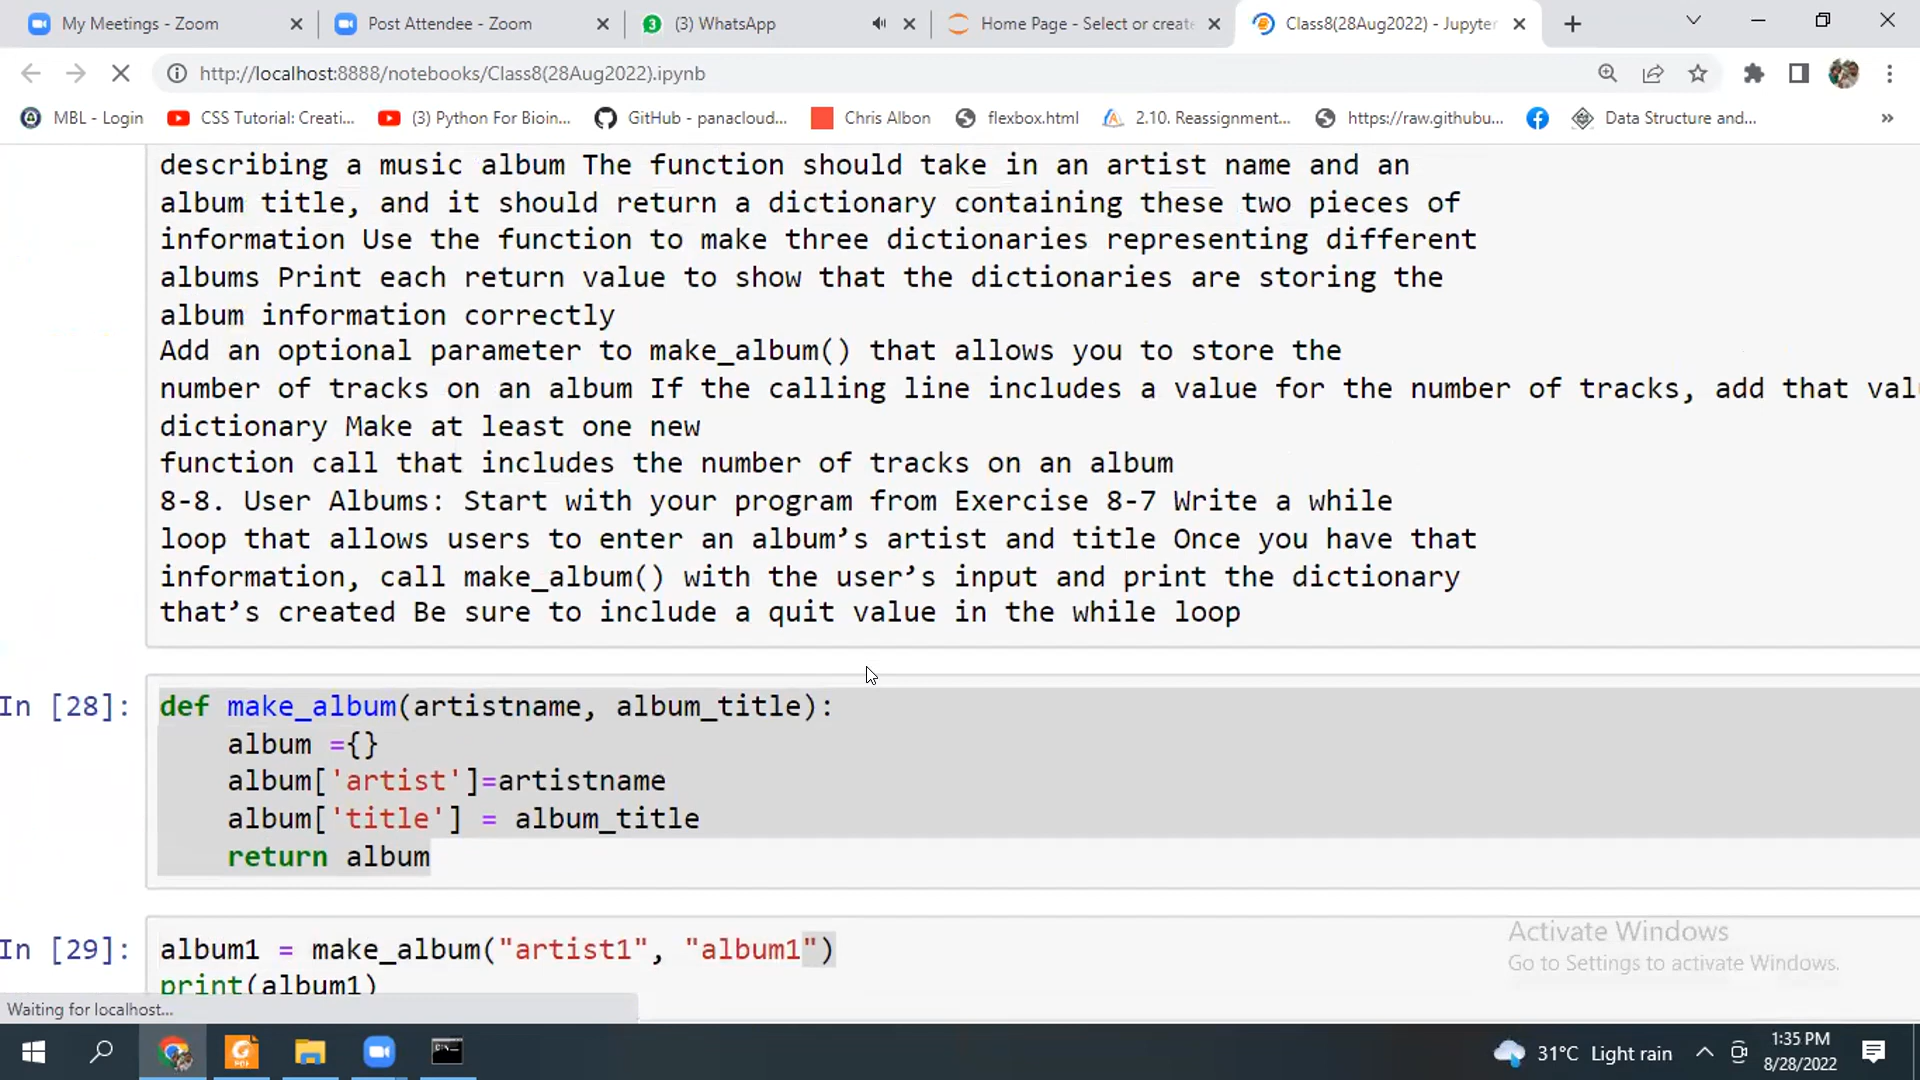 My Meetings - Zoom
Post Attendee - Zoom
3 (3) WhatsApp
Home Page - Select or create
Class8(28Aug2022) - Jupyter
http://localhost:8888/notebooks/Class8(28Aug2022).ipynb
MBL - Login
CSS Tutorial: Creati...
(3) Python For Bioin...
GitHub - panacloud...
Chris Albon
flexbox.html
2.10. Reassignment...
https://raw.githubu...
Data Structure and...
»
describing a music album The function should take in an artist name and an
album title, and it should return a dictionary containing these two pieces of
information Use the function to make three dictionaries representing different
albums Print each return value to show that the dictionaries are storing the
album information correctly
Add an optional parameter to make_album() that allows you to store the
number of tracks on an album If the calling line includes a value for the number of tracks, add that val
dictionary Make at least one new
function call that includes the number of tracks on an album
8-8. User Albums: Start with your program from Exercise 8-7 Write a while
loop that allows users to enter an album’s artist and title Once you have that
information, call make_album() with the user’s input and print the dictionary
that’s created Be sure to include a quit value in the while loop
In [28]:
def make_album(artistname, album_title):
album ={}
album['artist']=artistname
album['title'] = album_title
return album
In [29]:
album1 = make_album("artist1", "album1")
print(album1)
Activate Windows
Go to Settings to activate Windows.
Waiting for localhost...
31°C Light rain
1:35 PM
8/28/2022